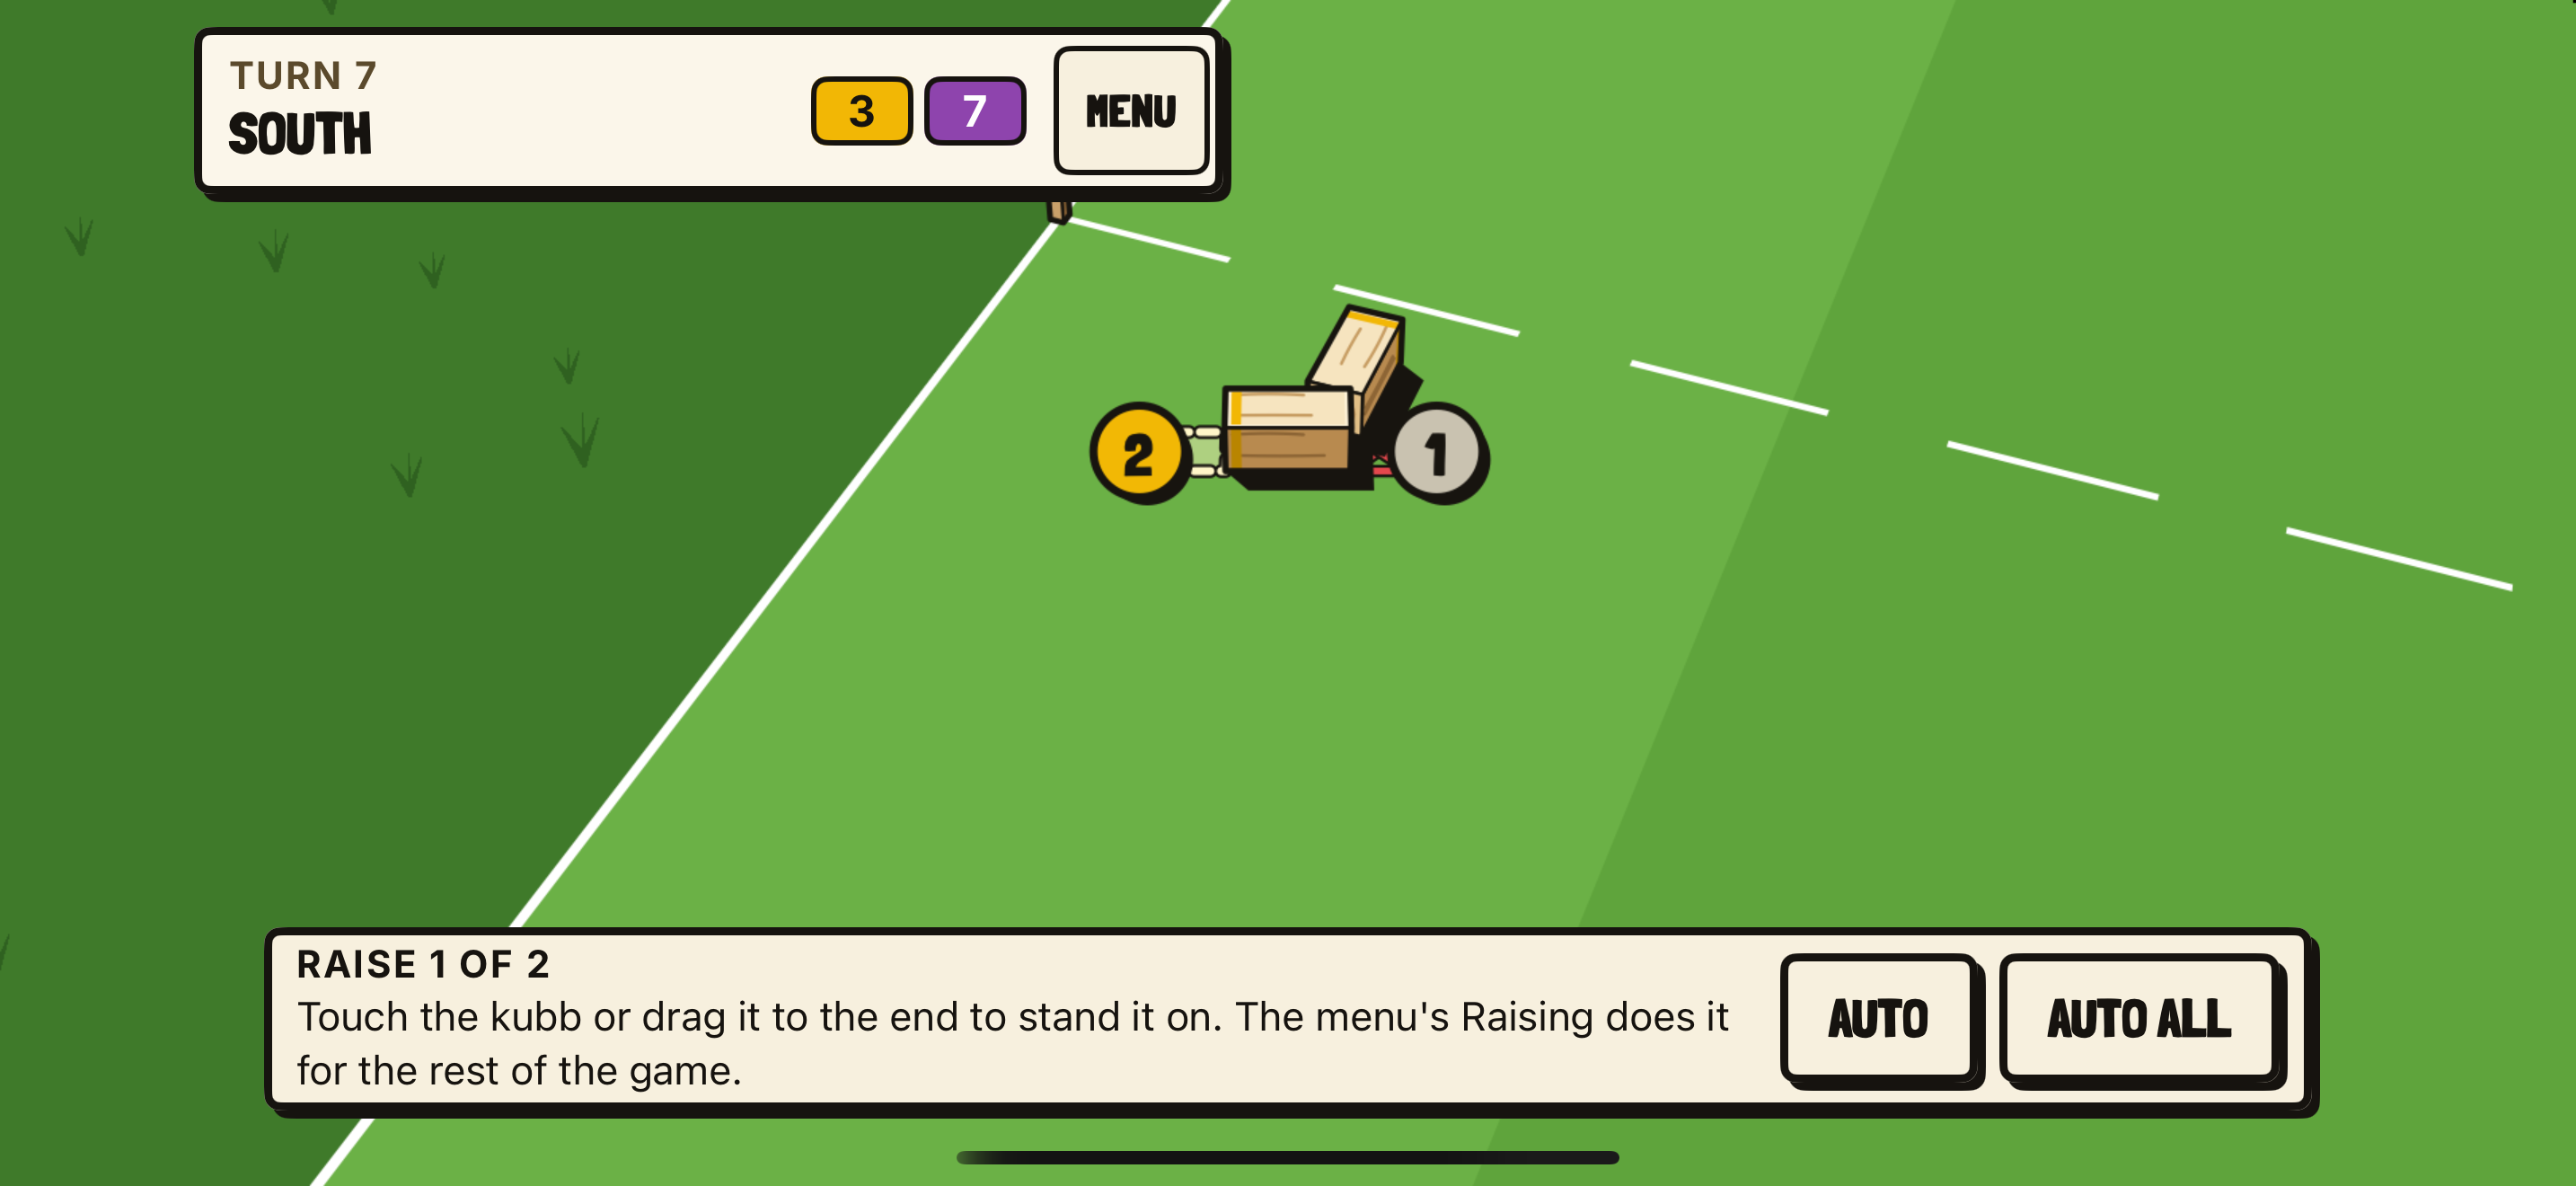 TURN 7
SOUTH
3 7
MENU
2
1
RAISE 1 OF 2
Touch the kubb or drag it to the end to stand it on. The menu's Raising does it
for the rest of the game.
AUTO
AUTO ALL